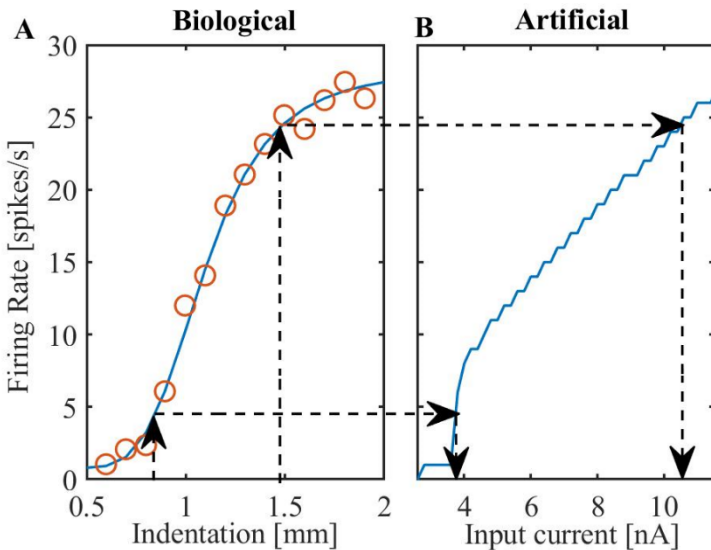 A Biological
B Artificial
Firing Rate [spikes/s]
30
25
20
15
10
5
0
0.5 1 1.5 2
Indentation [mm]
4 6 8 10
Input current [nA]